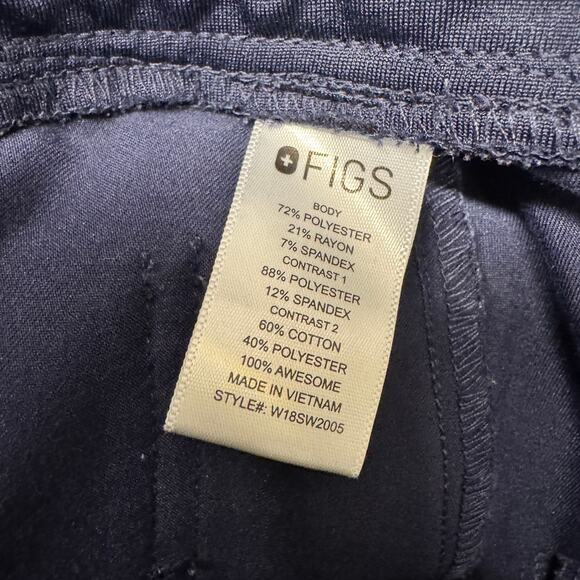 FIGS
BODY
72% POLYESTER
21% RAYON
7% SPANDEX
CONTRAST 1
88% POLYESTER
12% SPANDEX
CONTRAST 2
60% COTTON
40% POLYESTER
100% AWESOME
MADE IN VIETNAM
STYLE#: W18SW2005